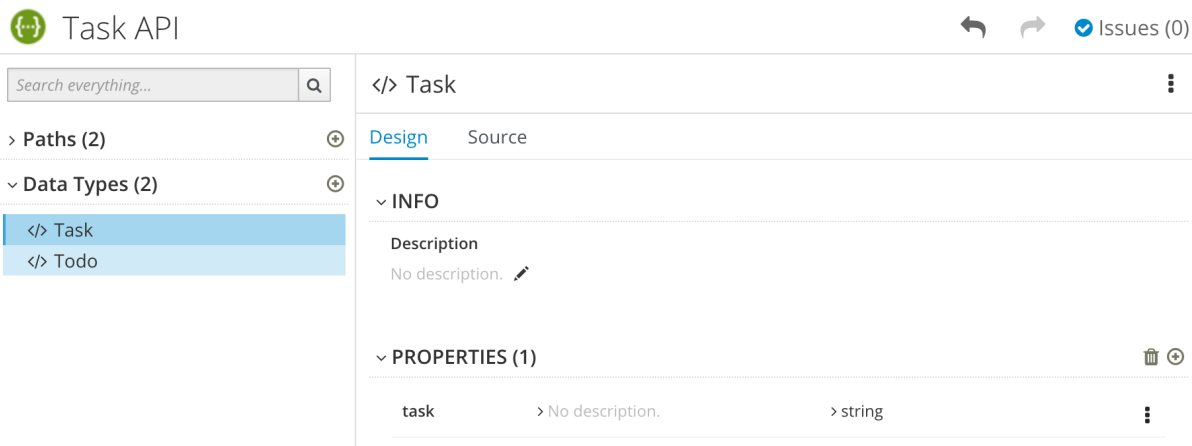 Task API
Issues (0)
Search everything...
Paths (2)
Data Types (2)
</> Task
</> Todo
</> Task
Design Source
INFO
Description
No description.
PROPERTIES (1)
task No description. string